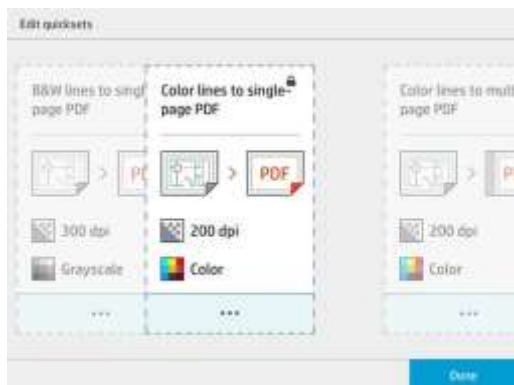 Edit quicksets
B&W lines to singl
page PDF
300 dpi
Grayscale
...
Color lines to single-
page PDF
PDF
200 dpi
Color
...
Color lines to mult
page PDF
200 dpi
Color
...
Done